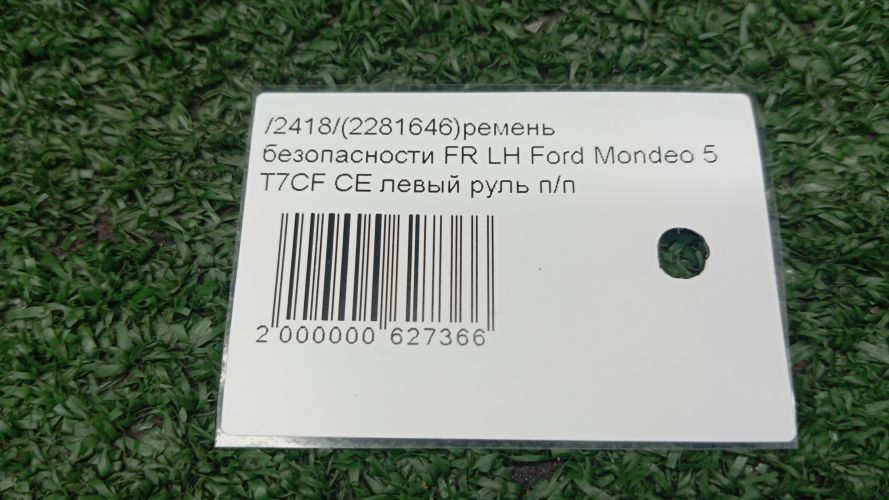 /2418/(2281646)ремень
безопасности FR LH Ford Mondeo 5
T7CF CE левый руль п/п
2 000000 627366